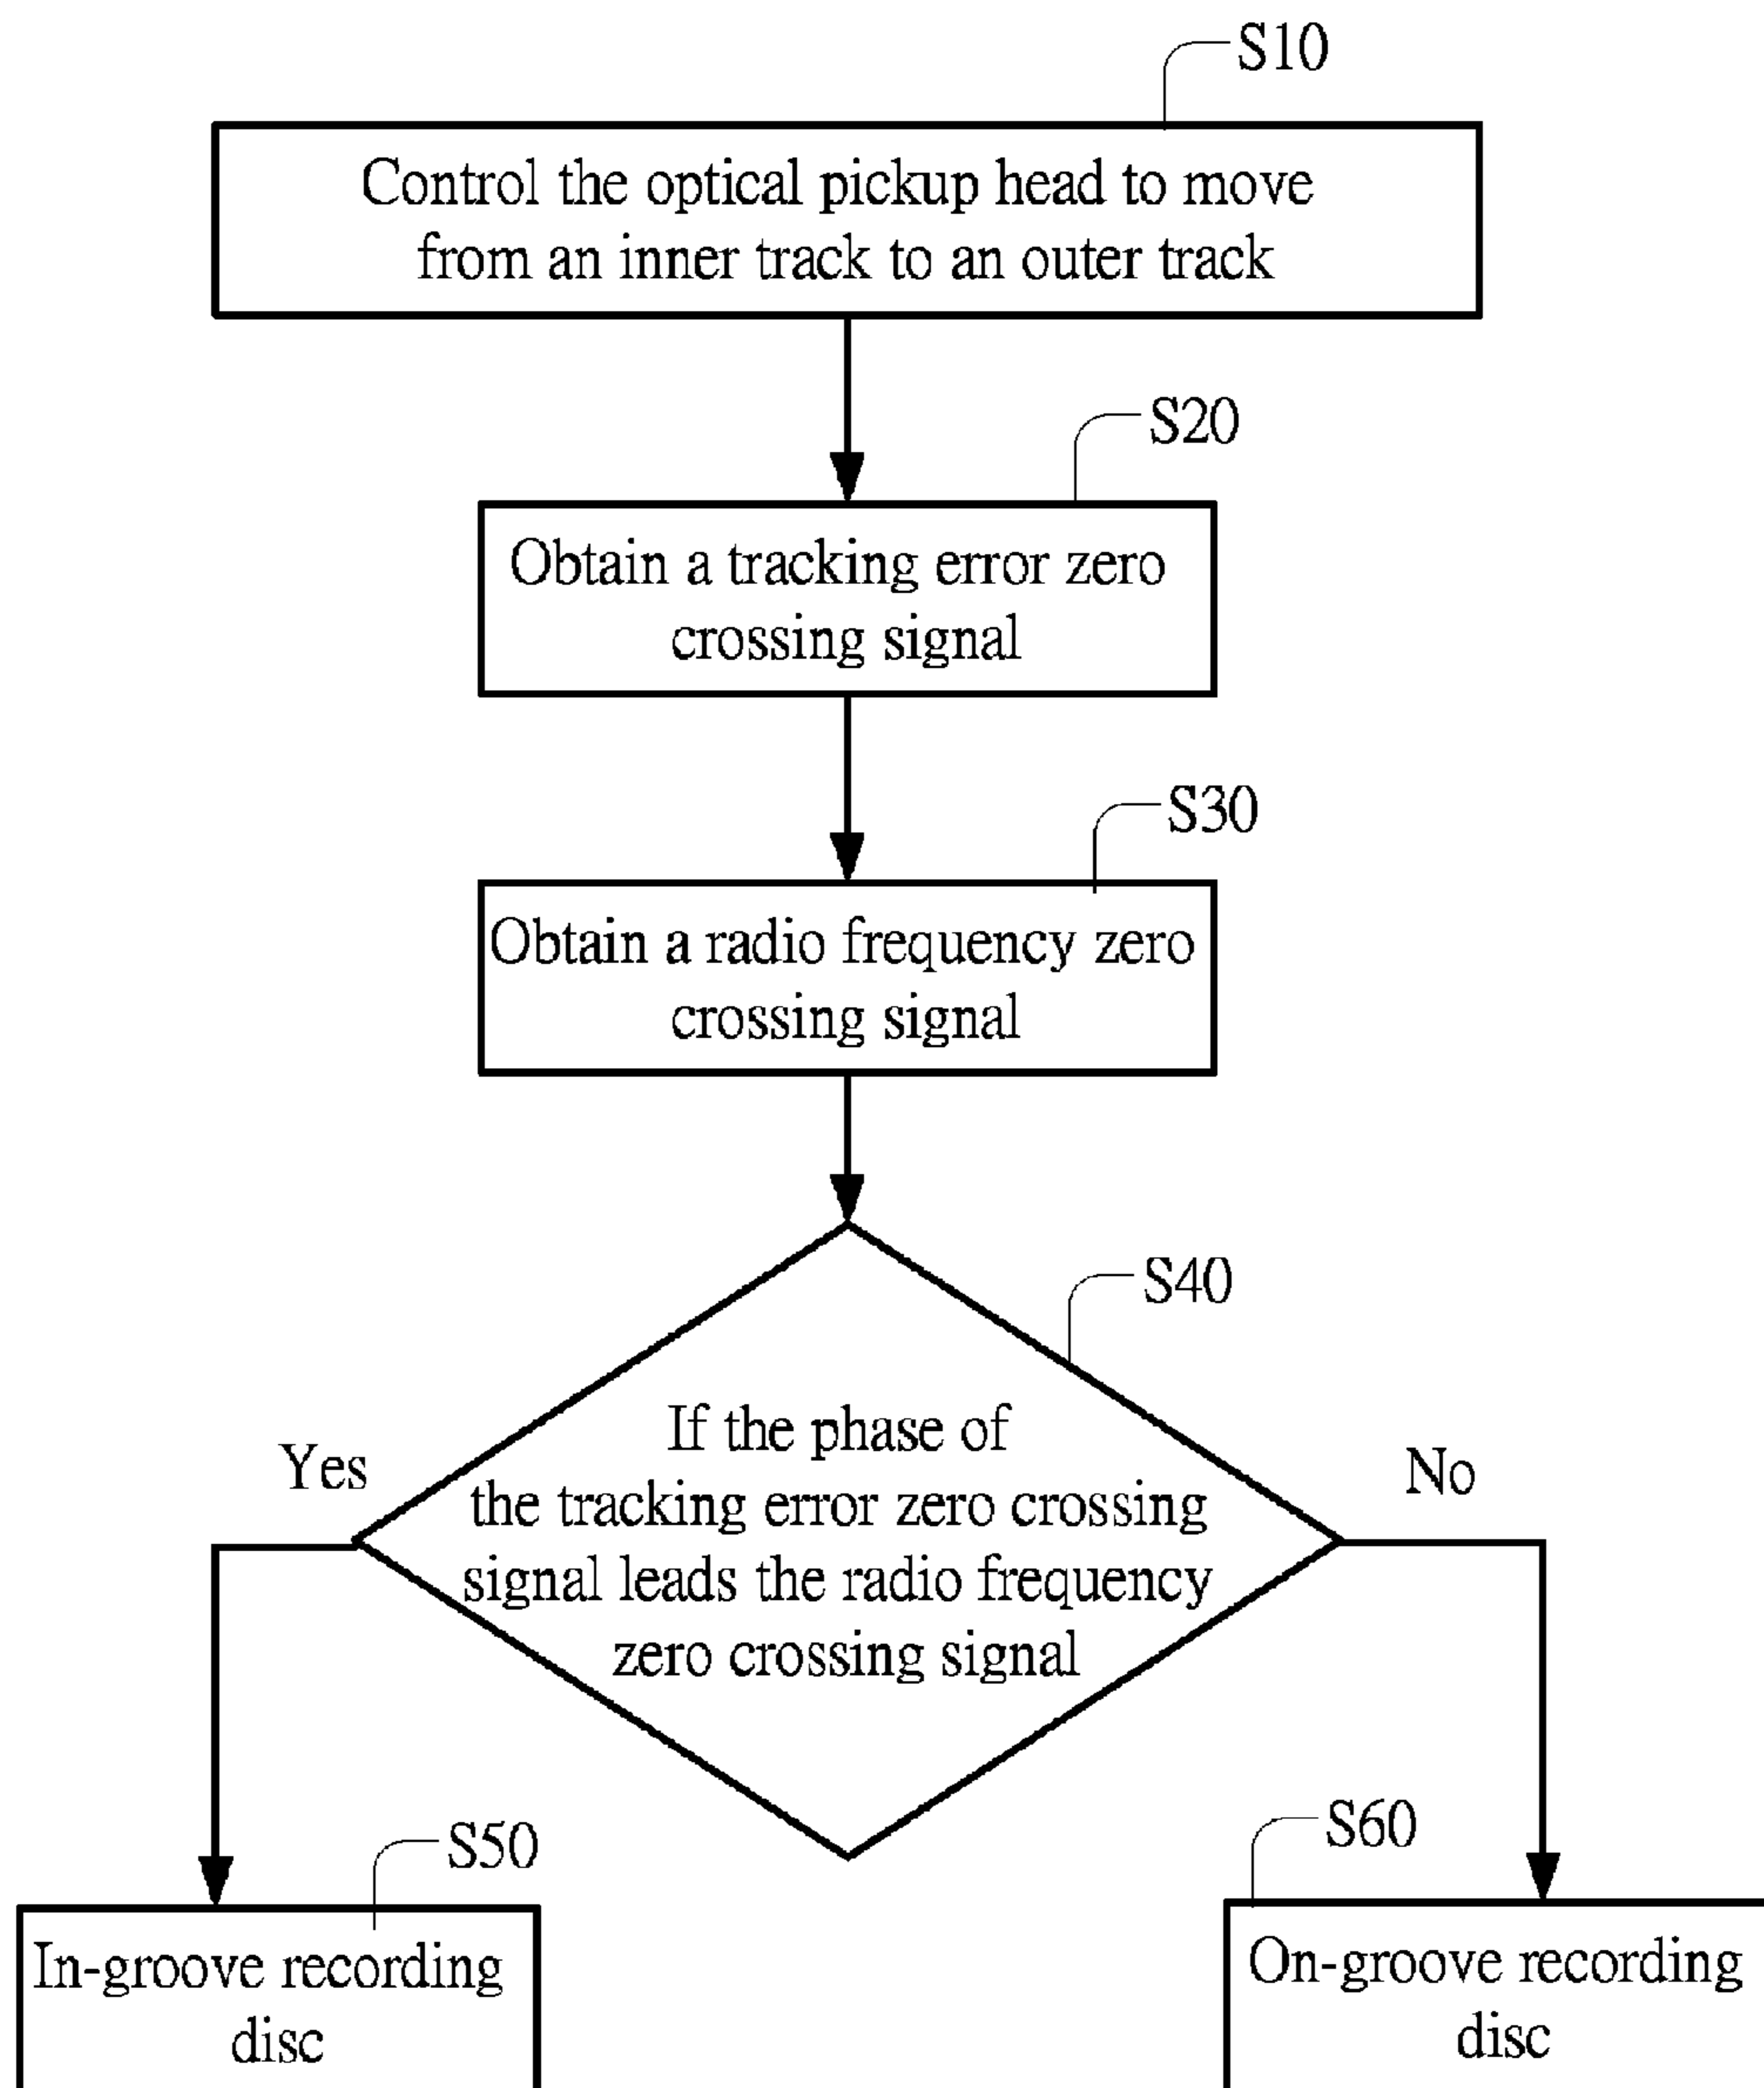 S10
Control the optical pickup head to move
from an inner track to an outer track
S20
Obtain a tracking error zero
crossing signal
S30
Obtain a radio frequency zero
crossing signal
S40
If the phase of
the tracking error zero crossing
signal leads the radio frequency
zero crossing signal
Yes
No
S50
In-groove recording
disc
S60
On-groove recording
disc